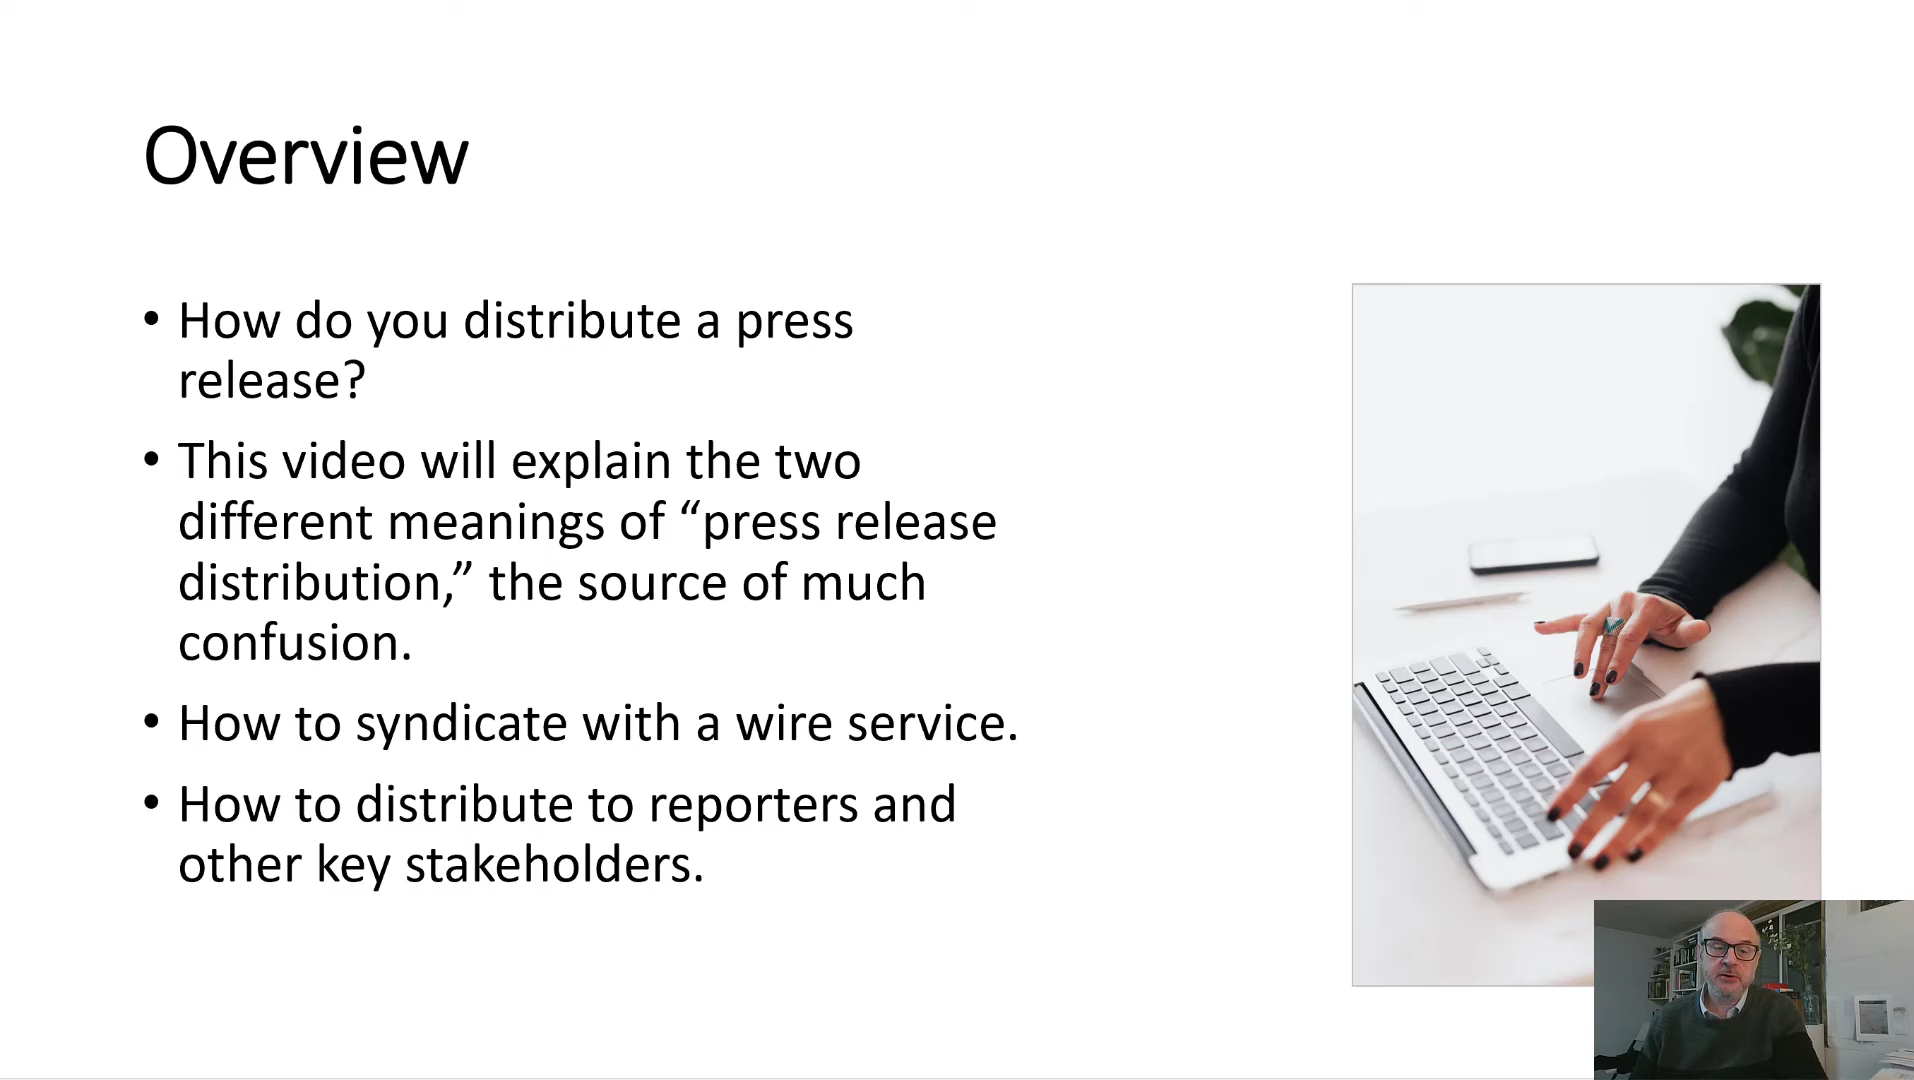 Overview
• How do you distribute a press
release?
• This video will explain the two
different meanings of “press release
distribution,” the source of much
confusion.
• How to syndicate with a wire service.
• How to distribute to reporters and
other key stakeholders.